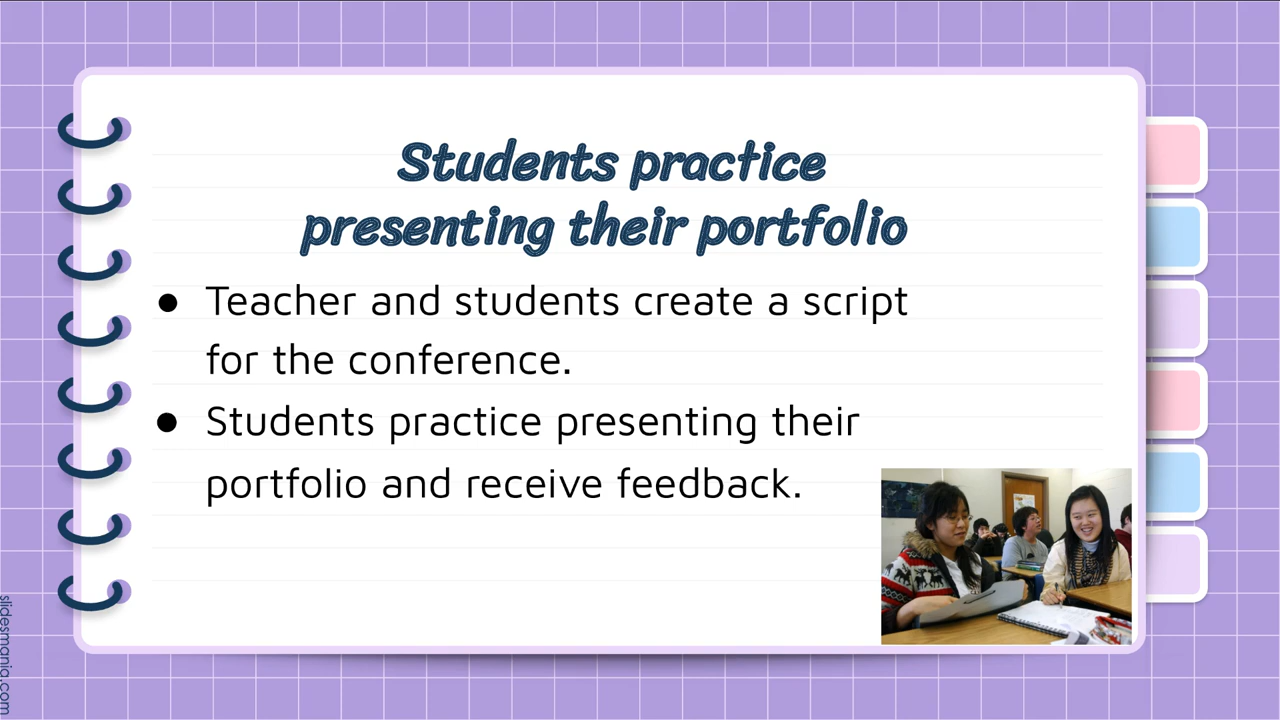 Students practice
presenting their portfolio
● Teacher and students create a script
for the conference.
● Students practice presenting their
portfolio and receive feedback.
slidesmania.com